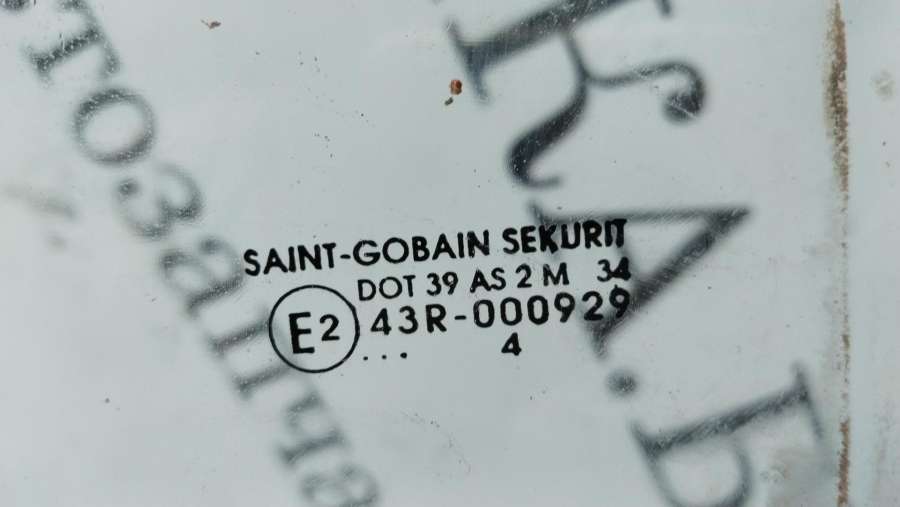 SAINT-GOBAIN SEKURIT
DOT 39 AS 2 M 34
E2 43R-000929
... 4